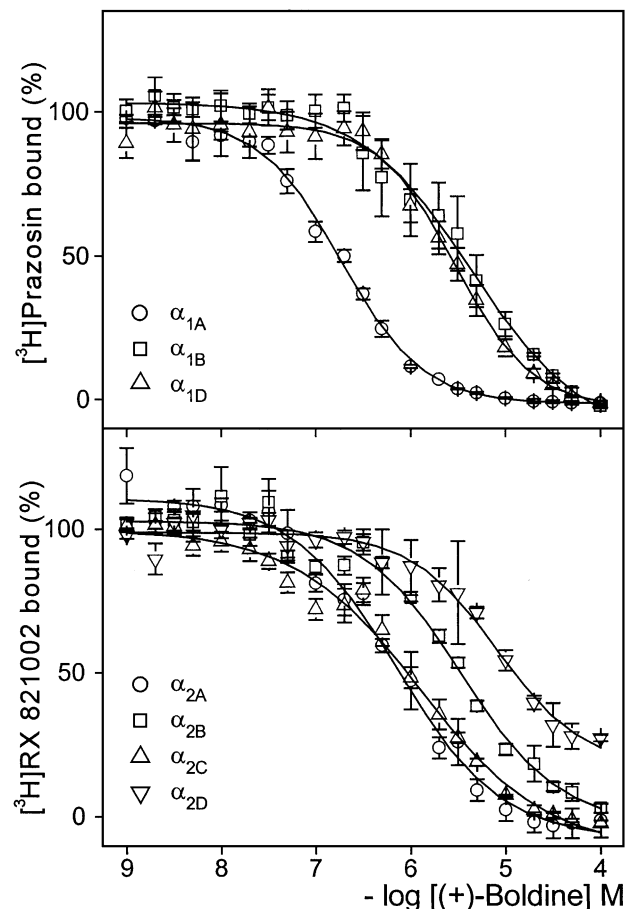 [³H]Prazosin bound (%)
100
50
0
α1A
α1B
α1D
[³H]RX 821002 bound (%)
100
50
0
α2A
α2B
α2C
α2D
9 8 7 6 5 4
- log [(+)-Boldine] M